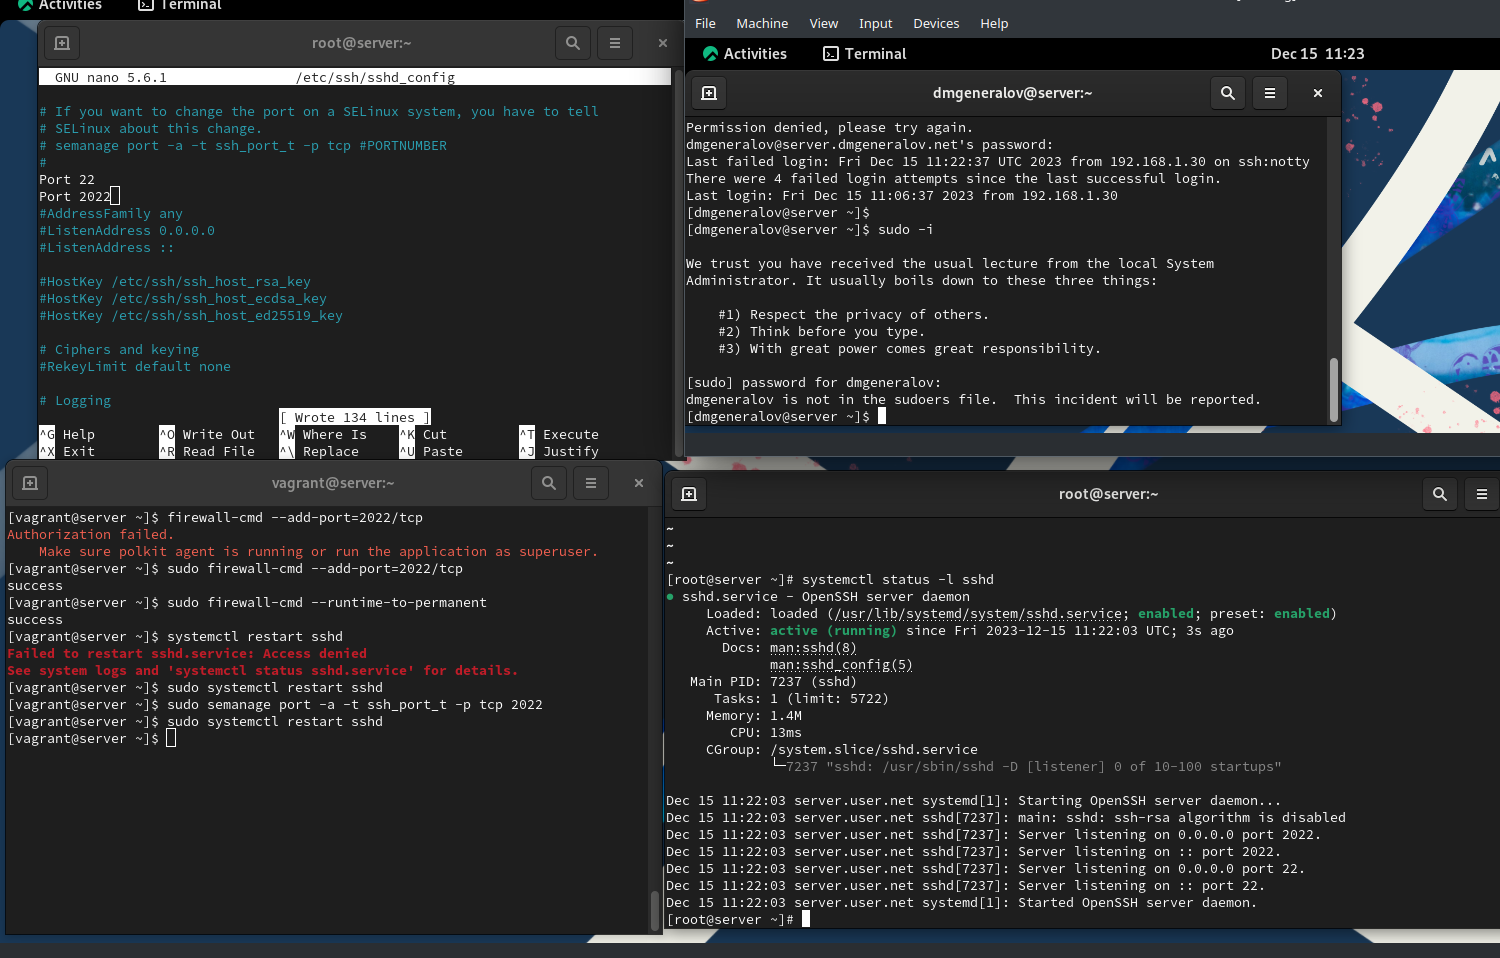 Activities Terminal
root@server:~
GNU nano 5.6.1 /etc/ssh/sshd_config
# If you want to change the port on a SELinux system, you have to tell
# SELinux about this change.
# semanage port -a -t ssh_port_t -p tcp #PORTNUMBER
#
Port 22
Port 2022
#AddressFamily any
#ListenAddress 0.0.0.0
#ListenAddress ::
#HostKey /etc/ssh/ssh_host_rsa_key
#HostKey /etc/ssh/ssh_host_ecdsa_key
#HostKey /etc/ssh/ssh_host_ed25519_key
# Ciphers and keying
#RekeyLimit default none
# Logging
[ Wrote 134 lines ]
^G Help ^O Write Out ^W Where Is ^K Cut ^T Execute
^X Exit ^R Read File ^\ Replace ^U Paste ^J Justify
File Machine View Input Devices Help
Activities Terminal Dec 15 11:23
dmgeneralov@server:~
Permission denied, please try again.
dmgeneralov@server.dmgeneralov.net's password:
Last failed login: Fri Dec 15 11:22:37 UTC 2023 from 192.168.1.30 on ssh:notty
There were 4 failed login attempts since the last successful login.
Last login: Fri Dec 15 11:06:37 2023 from 192.168.1.30
[dmgeneralov@server ~]$
[dmgeneralov@server ~]$ sudo -i
We trust you have received the usual lecture from the local System
Administrator. It usually boils down to these three things:
#1) Respect the privacy of others.
#2) Think before you type.
#3) With great power comes great responsibility.
[sudo] password for dmgeneralov:
dmgeneralov is not in the sudoers file.  This incident will be reported.
[dmgeneralov@server ~]$
vagrant@server:~
[vagrant@server ~]$ firewall-cmd --add-port=2022/tcp
Authorization failed.
Make sure polkit agent is running or run the application as superuser.
[vagrant@server ~]$ sudo firewall-cmd --add-port=2022/tcp
success
[vagrant@server ~]$ sudo firewall-cmd --runtime-to-permanent
success
[vagrant@server ~]$ systemctl restart sshd
Failed to restart sshd.service: Access denied
See system logs and 'systemctl status sshd.service' for details.
[vagrant@server ~]$ sudo systemctl restart sshd
[vagrant@server ~]$ sudo semanage port -a -t ssh_port_t -p tcp 2022
[vagrant@server ~]$ sudo systemctl restart sshd
[vagrant@server ~]$
root@server:~
~
~
~
[root@server ~]# systemctl status -l sshd
● sshd.service - OpenSSH server daemon
Loaded: loaded (/usr/lib/systemd/system/sshd.service; enabled; preset: enabled)
Active: active (running) since Fri 2023-12-15 11:22:03 UTC; 3s ago
Docs: man:sshd(8)
man:sshd_config(5)
Main PID: 7237 (sshd)
Tasks: 1 (limit: 5722)
Memory: 1.4M
CPU: 13ms
CGroup: /system.slice/sshd.service
└─7237 "sshd: /usr/sbin/sshd -D [listener] 0 of 10-100 startups"
Dec 15 11:22:03 server.user.net systemd[1]: Starting OpenSSH server daemon...
Dec 15 11:22:03 server.user.net sshd[7237]: main: sshd: ssh-rsa algorithm is disabled
Dec 15 11:22:03 server.user.net sshd[7237]: Server listening on 0.0.0.0 port 2022.
Dec 15 11:22:03 server.user.net sshd[7237]: Server listening on :: port 2022.
Dec 15 11:22:03 server.user.net sshd[7237]: Server listening on 0.0.0.0 port 22.
Dec 15 11:22:03 server.user.net sshd[7237]: Server listening on :: port 22.
Dec 15 11:22:03 server.user.net systemd[1]: Started OpenSSH server daemon.
[root@server ~]#